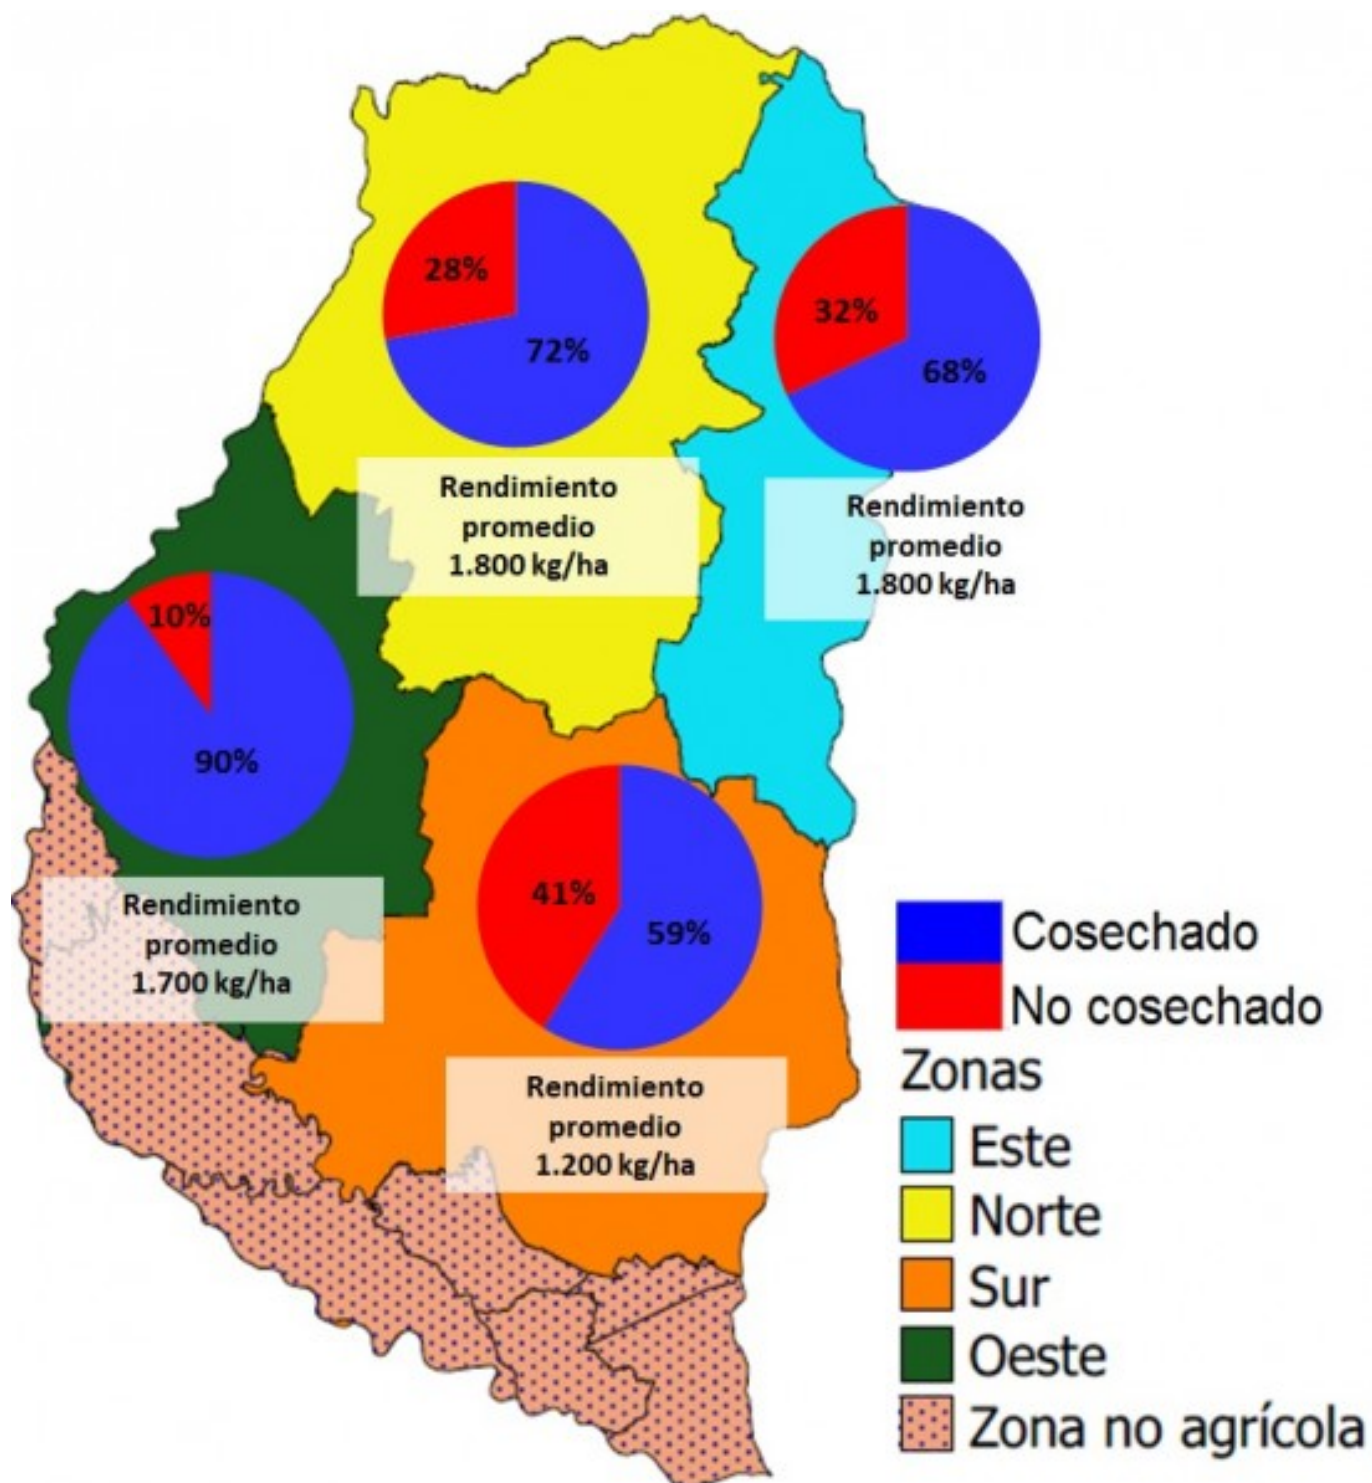 28%
72%
32%
68%
Rendimiento
promedio
1.800 kg/ha
Rendimiento
promedio
1.800 kg/ha
10%
90%
41%
59%
Rendimiento
promedio
1.700 kg/ha
Rendimiento
promedio
1.200 kg/ha
Cosechado
No cosechado
Zonas
Este
Norte
Sur
Oeste
Zona no agrícola